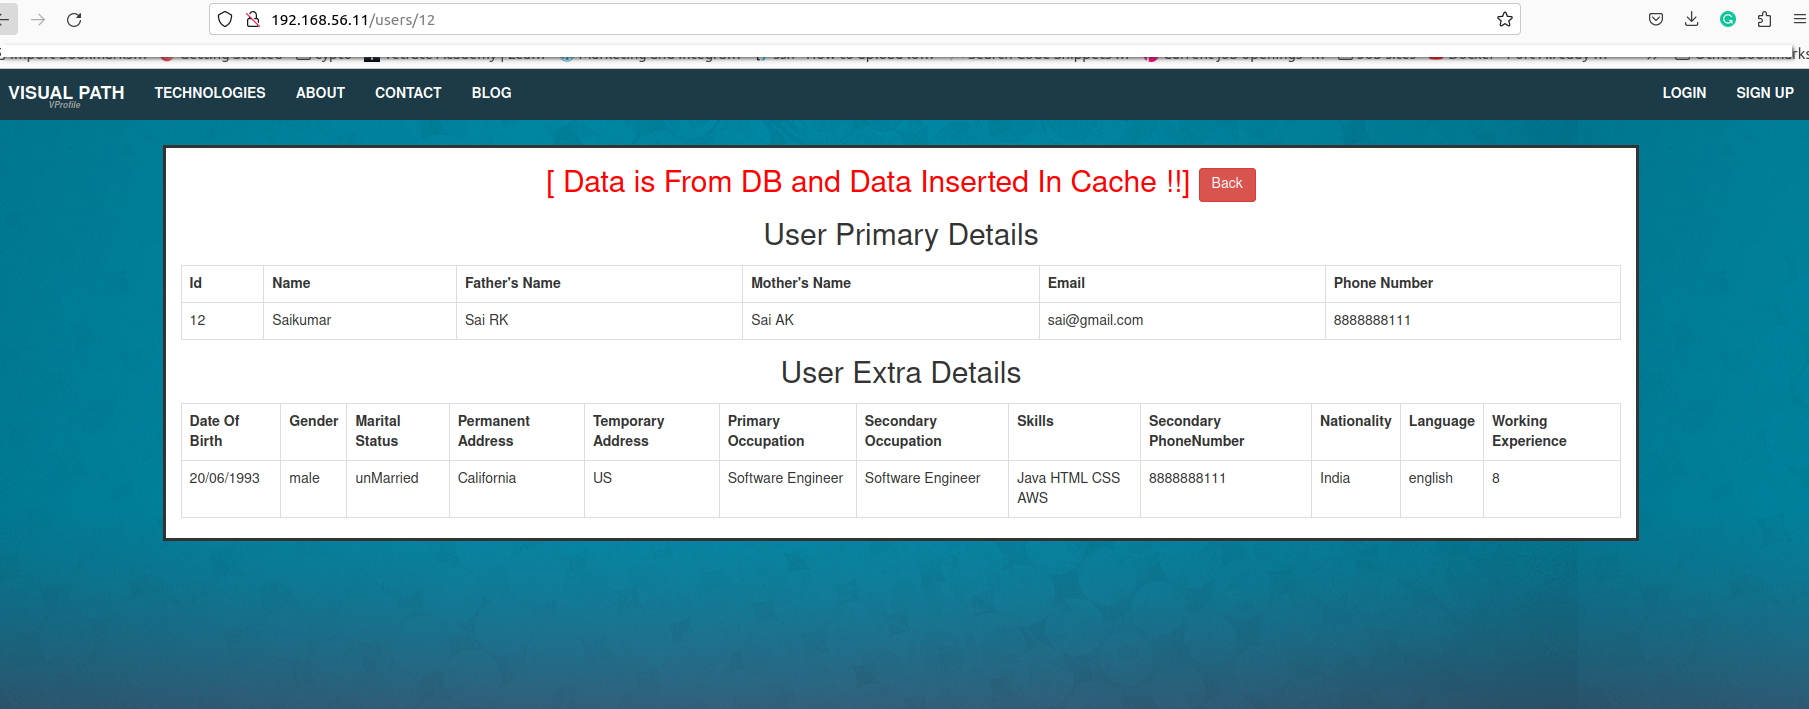 192.168.56.11/users/12
VISUAL PATH TECHNOLOGIES ABOUT CONTACT BLOG LOGIN SIGN UP
VProfile
[ Data is From DB and Data Inserted In Cache !!] Back
User Primary Details
Id Name Father's Name Mother's Name Email Phone Number
12 Saikumar Sai RK Sai AK sai@gmail.com 8888888111
User Extra Details
Date Of Birth Gender Marital Status Permanent Address Temporary Address Primary Occupation Secondary Occupation Skills Secondary PhoneNumber Nationality Language Working Experience
20/06/1993 male unMarried California US Software Engineer Software Engineer Java HTML CSS AWS 8888888111 India english 8